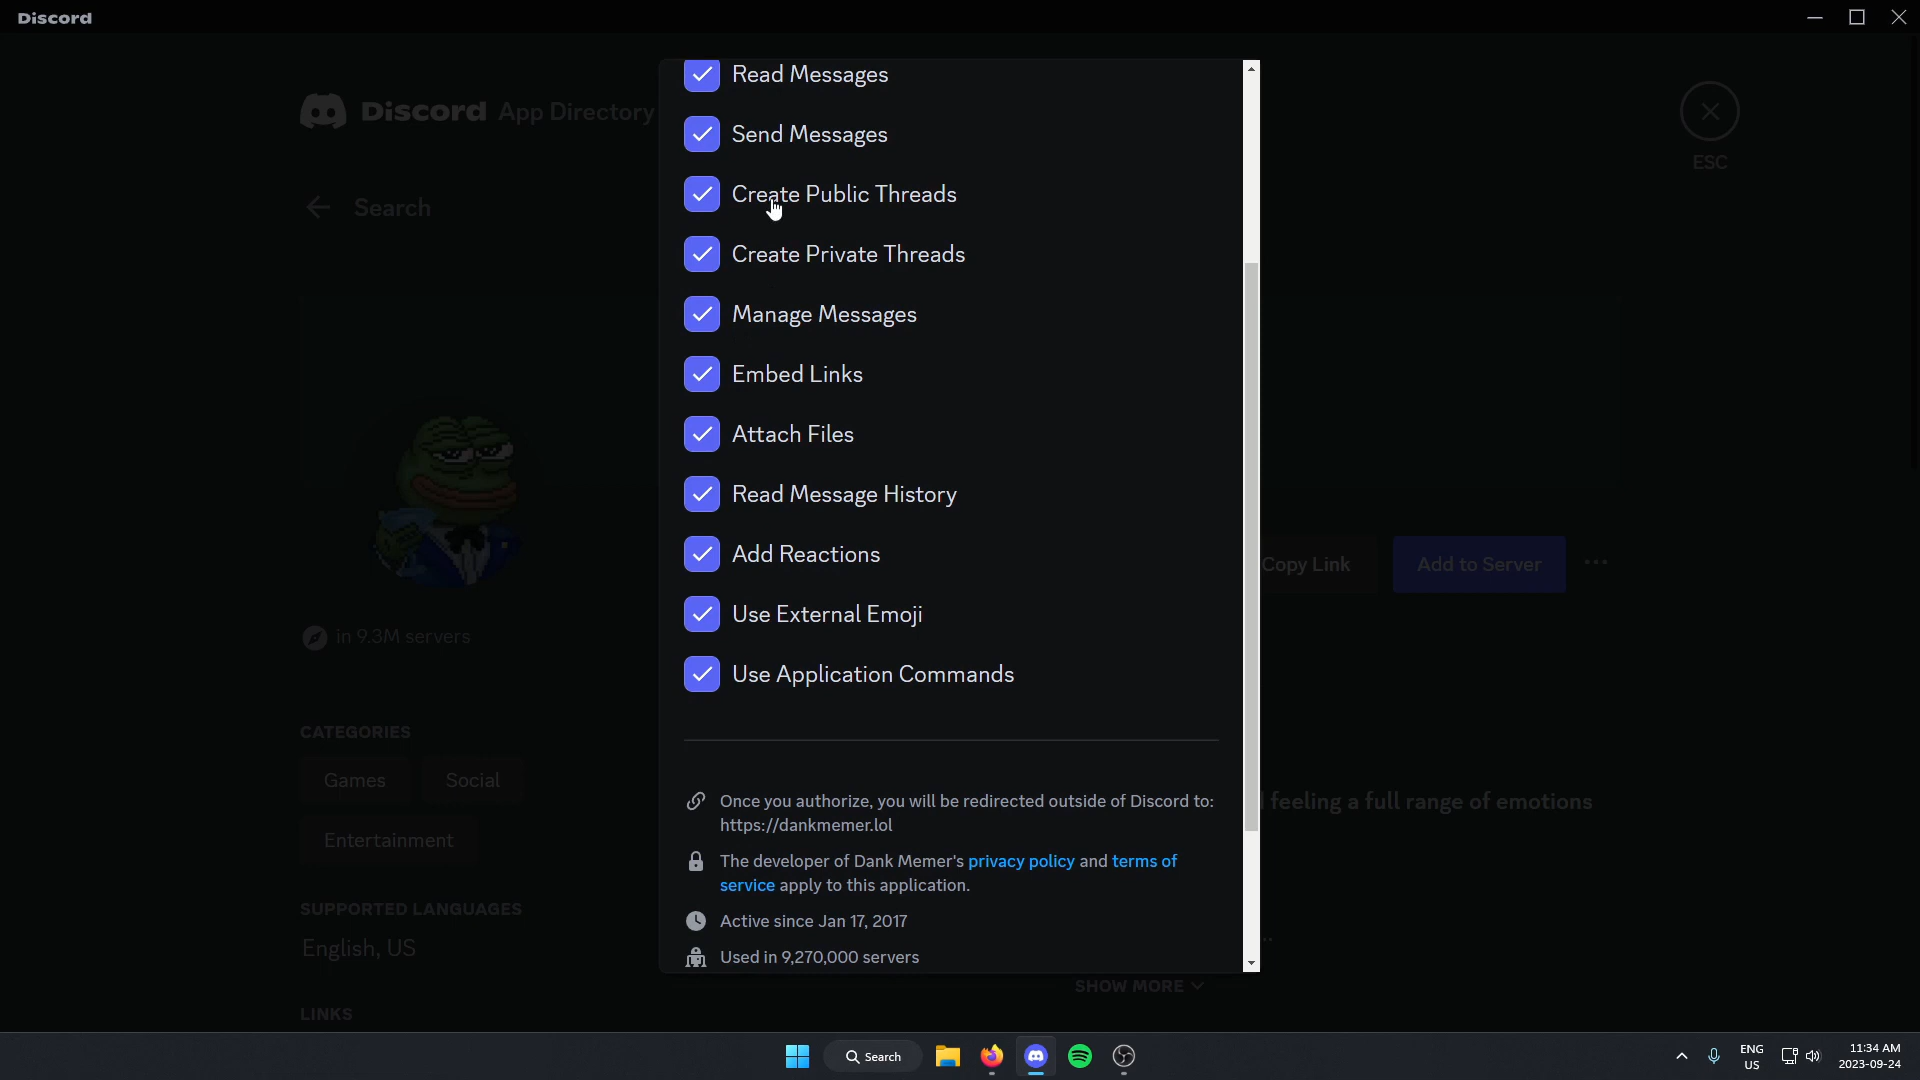 Discord
Discord App Directory
ESC
Search
Read Messages
Send Messages
Create Public Threads
Create Private Threads
Manage Messages
Embed Links
Attach Files
Read Message History
Add Reactions
Use External Emoji
Use Application Commands
Copy Link
Add to Server
in 9.3M servers
CATEGORIES
Games
Social
Entertainment
feeling a full range of emotions
Once you authorize, you will be redirected outside of Discord to:
https://dankmemer.lol
The developer of Dank Memer's privacy policy and terms of
service apply to this application.
Active since Jan 17, 2017
Used in 9,270,000 servers
SUPPORTED LANGUAGES
English, US
SHOW MORE
LINKS
Search
ENG
US
11:34 AM
2023-09-24